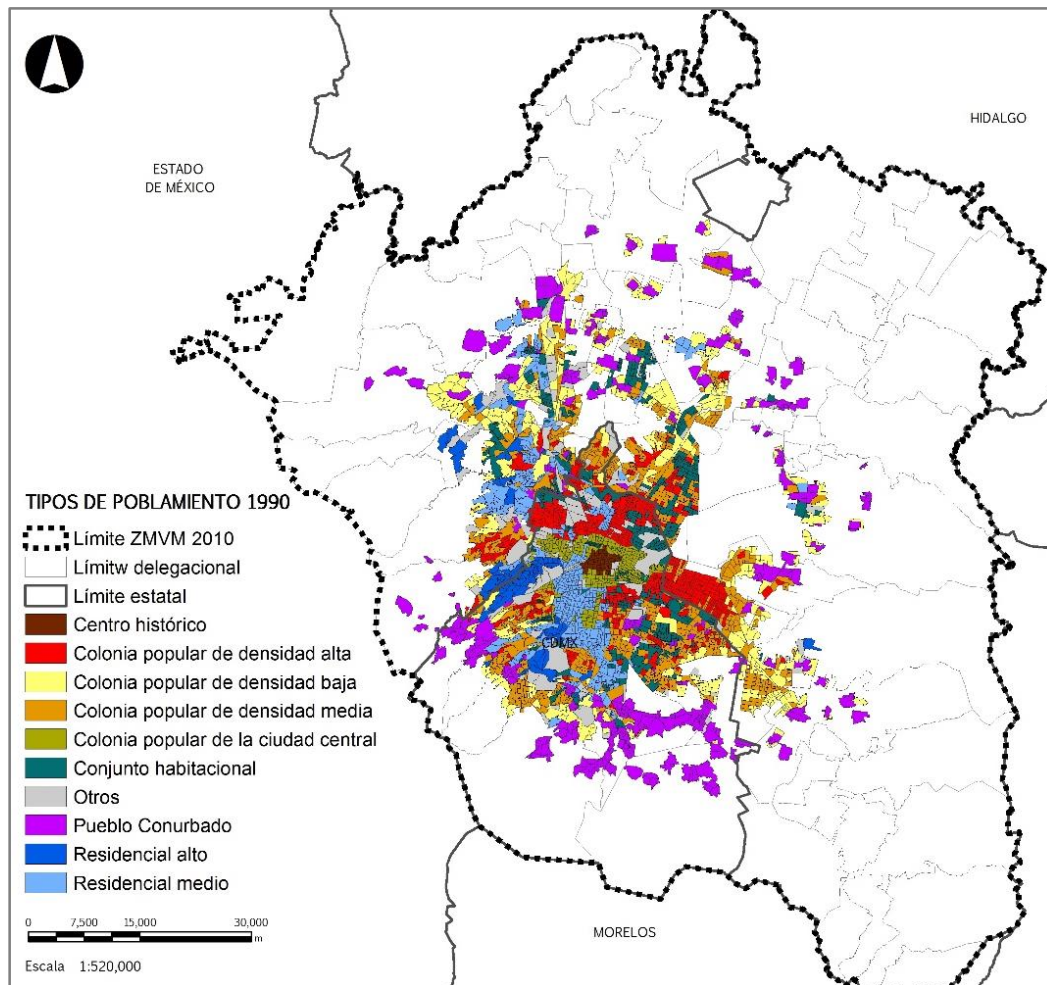 HIDALGO
ESTADO
DE MÉXICO
CDMX
TIPOS DE POBLAMIENTO 1990
Límite ZMVM 2010
Límitw delegacional
Límite estatal
Centro histórico
Colonia popular de densidad alta
Colonia popular de densidad baja
Colonia popular de densidad media
Colonia popular de la ciudad central
Conjunto habitacional
Otros
Pueblo Conurbado
Residencial alto
Residencial medio
0 7,500 15,000 30,000
m
Escala 1:520,000
MORELOS